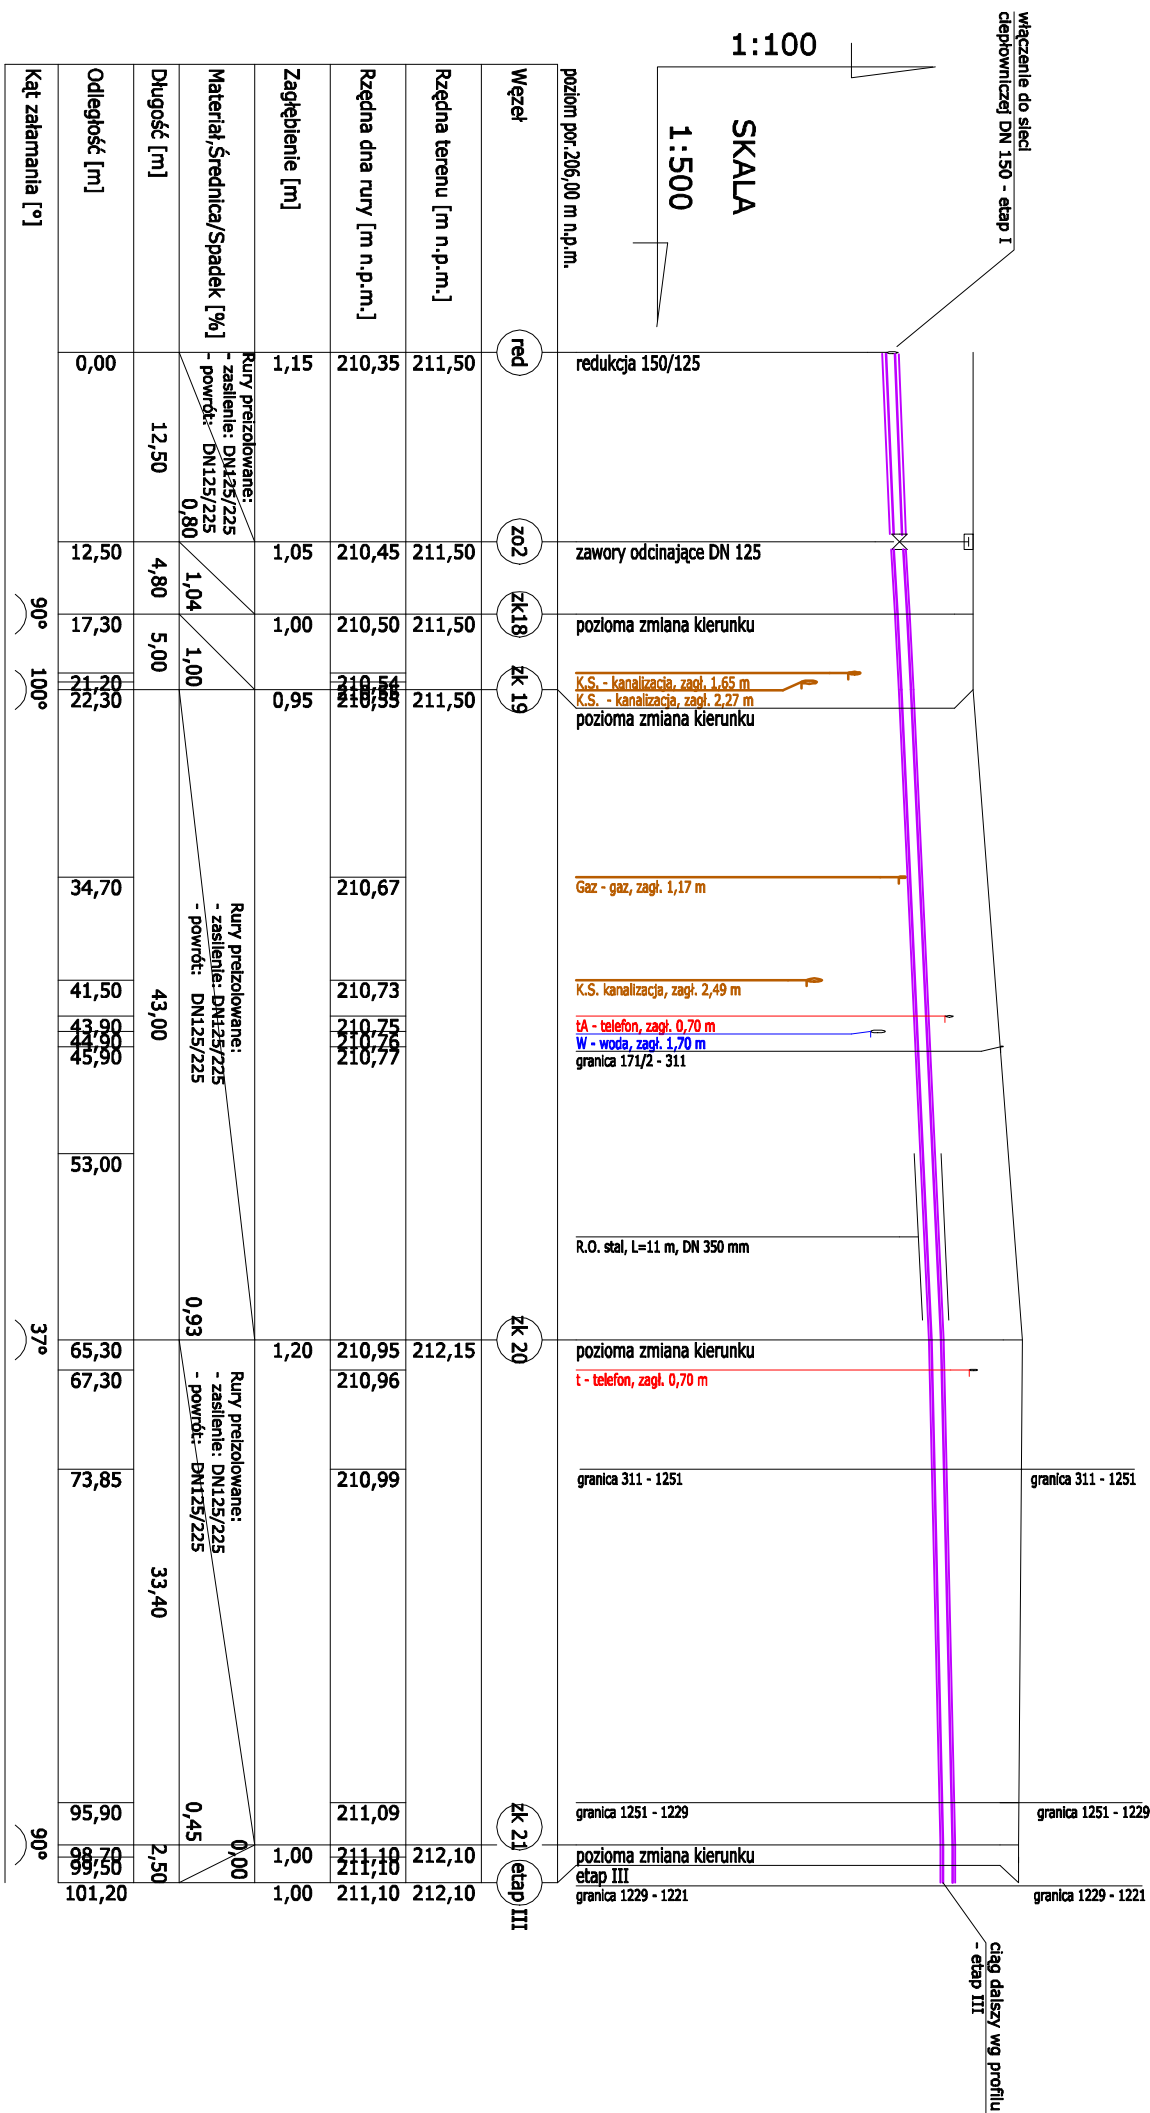 włączenie do sieci
ciepłowniczej DN 150 - etap I
1:100
SKALA
1:500
poziom por.206,00 m n.p.m.
Węzeł
Rzędna terenu [m n.p.m.]
Rzędna dna rury [m n.p.m.]
Zagłębienie [m]
Materiał,Średnica/Spadek [%]
Długość [m]
Odległość [m]
Kąt załamania [°]
red
zo2
zk18
zk 19
zk 20
zk 21
etap III
redukcja 150/125
zawory odcinające DN 125
pozioma zmiana kierunku
K.S. - kanalizacja, zagł. 1,65 m
K.S. - kanalizacja, zagł. 2,27 m
pozioma zmiana kierunku
Gaz - gaz, zagł. 1,17 m
K.S. kanalizacja, zagł. 2,49 m
tA - telefon, zagł. 0,70 m
W - woda, zagł. 1,70 m
granica 171/2 - 311
R.O. stal, L=11 m, DN 350 mm
pozioma zmiana kierunku
t - telefon, zagł. 0,70 m
granica 311 - 1251
granica 311 - 1251
granica 1251 - 1229
granica 1251 - 1229
pozioma zmiana kierunku
etap III
granica 1229 - 1221
granica 1229 - 1221
ciąg dalszy wg profilu
- etap III
211,50
211,50
211,50
211,50
212,15
212,10
212,10
210,35
210,45
210,50
210,54
210,55
210,67
210,73
210,75
210,76
210,77
210,95
210,96
210,99
211,09
211,10
211,10
211,10
1,15
1,05
1,00
0,95
1,20
1,00
1,00
Rury preizolowane:
- zasilenie: DN125/225
- powrót: DN125/225
0,80
1,04
1,00
Rury preizolowane:
- zasilenie: DN125/225
- powrót: DN125/225
0,93
Rury preizolowane:
- zasilenie: DN125/225
- powrót: DN125/225
0,45
0,00
12,50
4,80
5,00
43,00
33,40
2,50
0,00
12,50
17,30
21,20
22,30
34,70
41,50
43,90
44,90
45,90
53,00
65,30
67,30
73,85
95,90
98,70
99,50
101,20
90°
100°
37°
90°